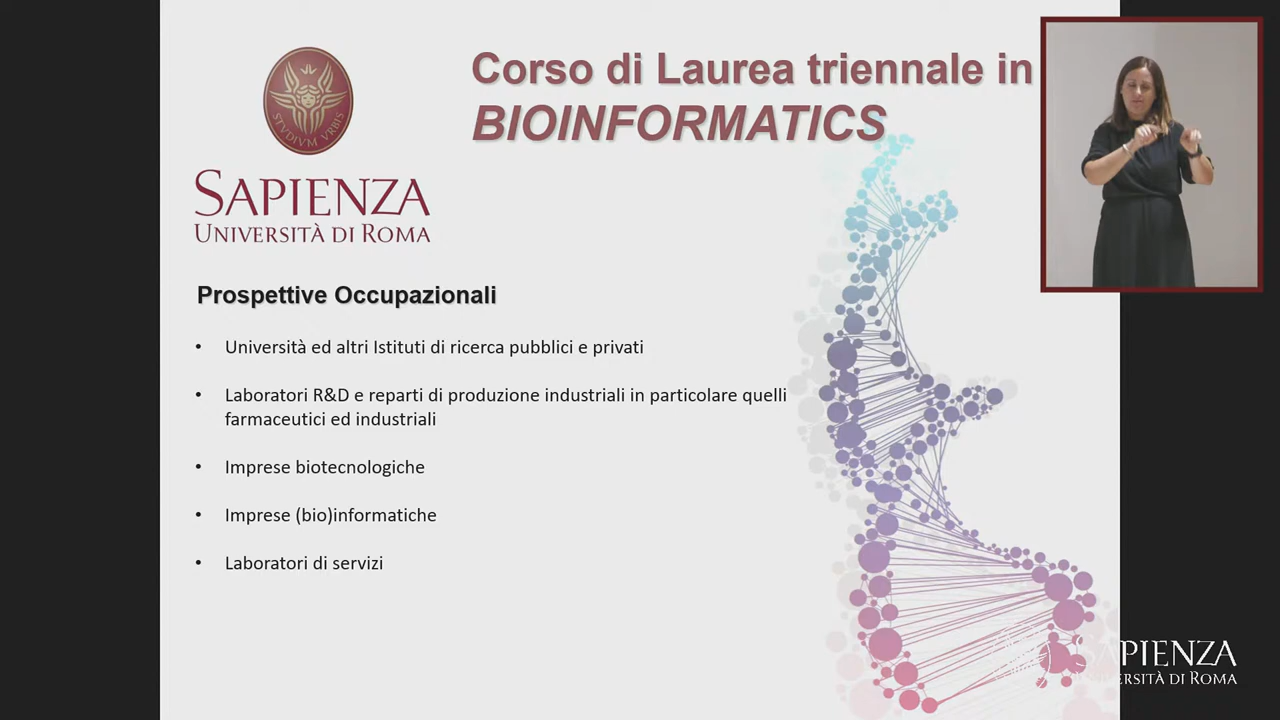 Corso di Laurea triennale in
BIOINFORMATICS
STVDIVM VRBIS
SAPIENZA
UNIVERSITÀ DI ROMA
Prospettive Occupazionali
• Università ed altri Istituti di ricerca pubblici e privati
• Laboratori R&D e reparti di produzione industriali in particolare quelli
farmaceutici ed industriali
• Imprese biotecnologiche
• Imprese (bio)informatiche
• Laboratori di servizi
SAPIENZA
UNIVERSITÀ DI ROMA